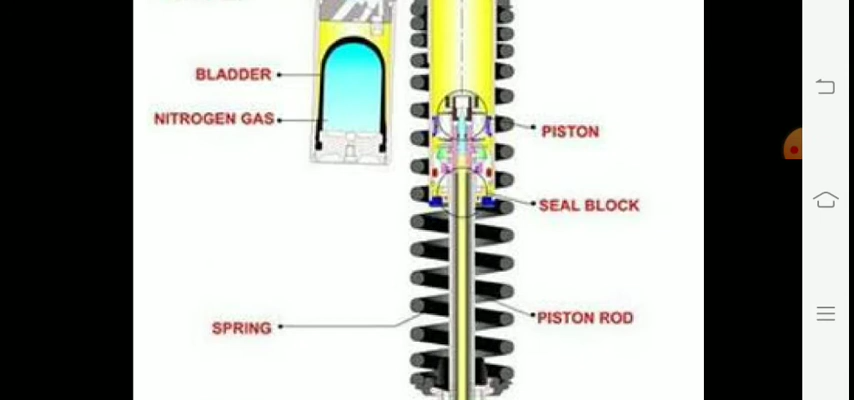 BLADDER
NITROGEN GAS
PISTON
SEAL BLOCK
PISTON ROD
SPRING